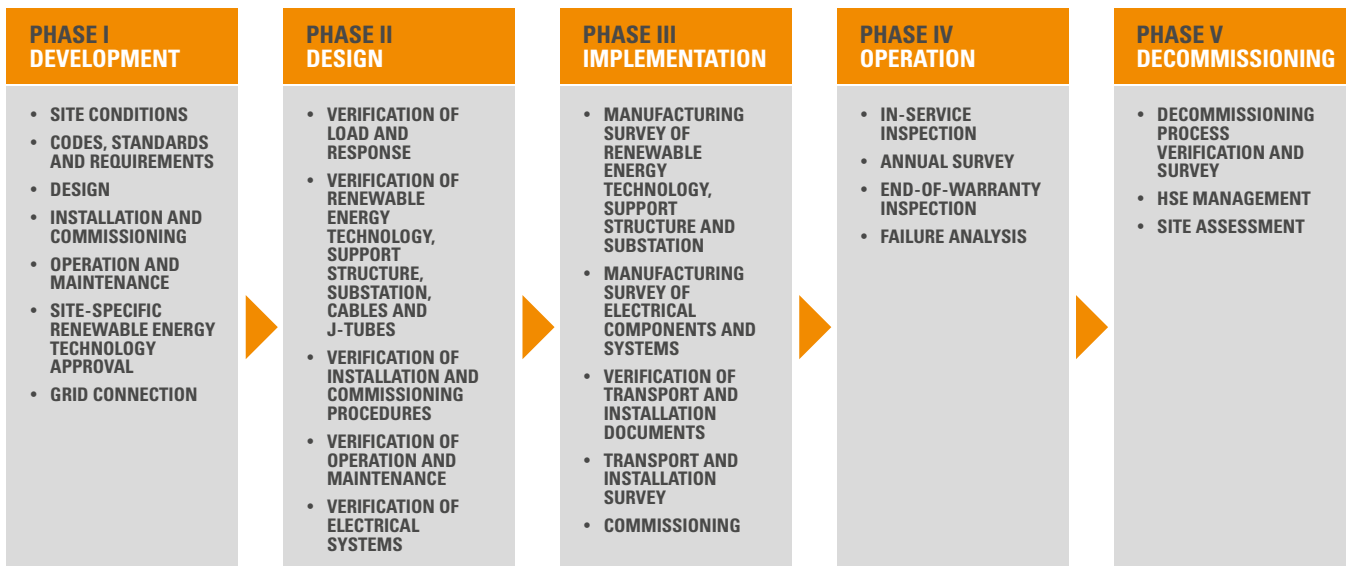 PHASE I
DEVELOPMENT
• SITE CONDITIONS
• CODES, STANDARDS
AND REQUIREMENTS
• DESIGN
• INSTALLATION AND
COMMISSIONING
• OPERATION AND
MAINTENANCE
• SITE-SPECIFIC
RENEWABLE ENERGY
TECHNOLOGY
APPROVAL
• GRID CONNECTION
PHASE II
DESIGN
• VERIFICATION OF
LOAD AND
RESPONSE
• VERIFICATION OF
RENEWABLE
ENERGY
TECHNOLOGY,
SUPPORT
STRUCTURE,
SUBSTATION,
CABLES AND
J-TUBES
• VERIFICATION OF
INSTALLATION AND
COMMISSIONING
PROCEDURES
• VERIFICATION OF
OPERATION AND
MAINTENANCE
• VERIFICATION OF
ELECTRICAL
SYSTEMS
PHASE III
IMPLEMENTATION
• MANUFACTURING
SURVEY OF
RENEWABLE
ENERGY
TECHNOLOGY,
SUPPORT
STRUCTURE AND
SUBSTATION
• MANUFACTURING
SURVEY OF
ELECTRICAL
COMPONENTS AND
SYSTEMS
• VERIFICATION OF
TRANSPORT AND
INSTALLATION
DOCUMENTS
• TRANSPORT AND
INSTALLATION
SURVEY
• COMMISSIONING
PHASE IV
OPERATION
• IN-SERVICE
INSPECTION
• ANNUAL SURVEY
• END-OF-WARRANTY
INSPECTION
• FAILURE ANALYSIS
PHASE V
DECOMMISSIONING
• DECOMMISSIONING
PROCESS
VERIFICATION AND
SURVEY
• HSE MANAGEMENT
• SITE ASSESSMENT